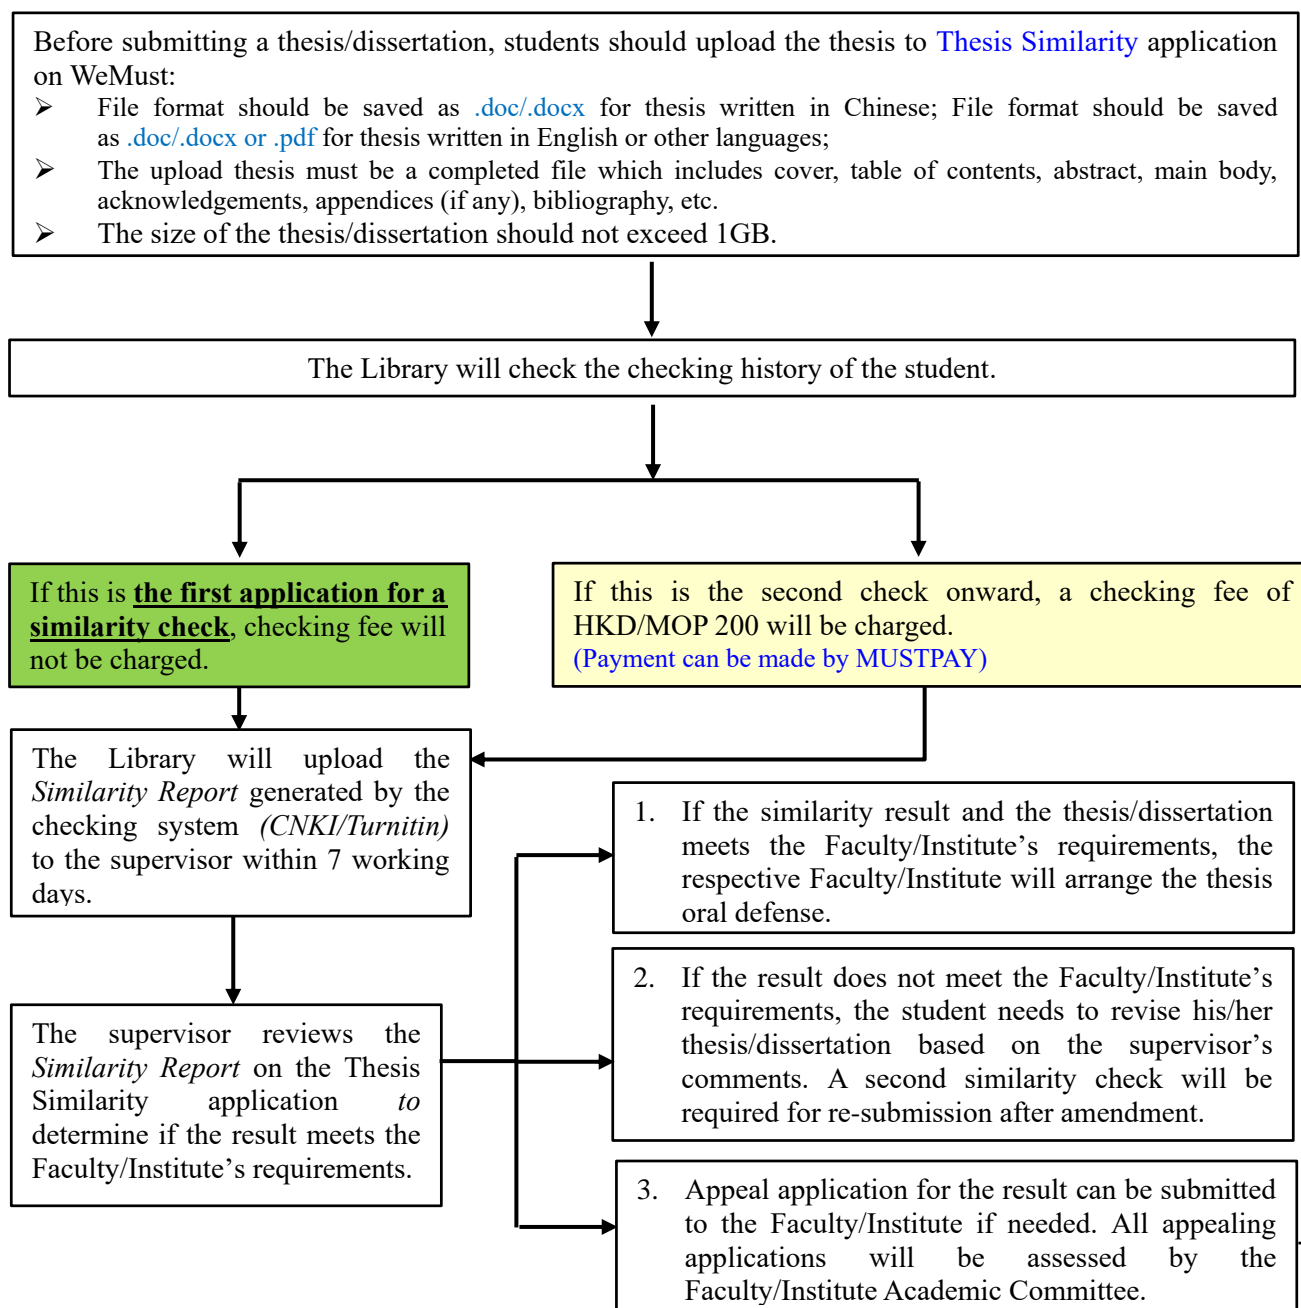 Before submitting a thesis/dissertation, students should upload the thesis to Thesis Similarity application
on WeMust:
➢ File format should be saved as .doc/.docx for thesis written in Chinese; File format should be saved
as .doc/.docx or .pdf for thesis written in English or other languages;
➢ The upload thesis must be a completed file which includes cover, table of contents, abstract, main body,
acknowledgements, appendices (if any), bibliography, etc.
➢ The size of the thesis/dissertation should not exceed 1GB.
The Library will check the checking history of the student.
If this is the first application for a
similarity check, checking fee will
not be charged.
If this is the second check onward, a checking fee of
HKD/MOP 200 will be charged.
(Payment can be made by MUSTPAY)
The Library will upload the
Similarity Report generated by the
checking system (CNKI/Turnitin)
to the supervisor within 7 working
days.
The supervisor reviews the
Similarity Report on the Thesis
Similarity application to
determine if the result meets the
Faculty/Institute’s requirements.
1. If the similarity result and the thesis/dissertation
meets the Faculty/Institute’s requirements, the
respective Faculty/Institute will arrange the thesis
oral defense.
2. If the result does not meet the Faculty/Institute’s
requirements, the student needs to revise his/her
thesis/dissertation based on the supervisor’s
comments. A second similarity check will be
required for re-submission after amendment.
3. Appeal application for the result can be submitted
to the Faculty/Institute if needed. All appealing
applications will be assessed by the
Faculty/Institute Academic Committee.